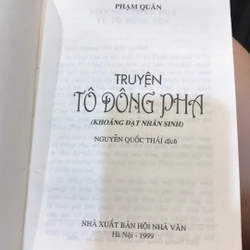 PHẠM QUÂN
TRUYỆN
TÔ ĐÔNG PHA
(KHOÁNG ĐẠT NHÂN SINH)
NGUYỄN QUỐC THÁI dịch
NHÀ XUẤT BẢN HỘI NHÀ VĂN
Hà Nội - 1999